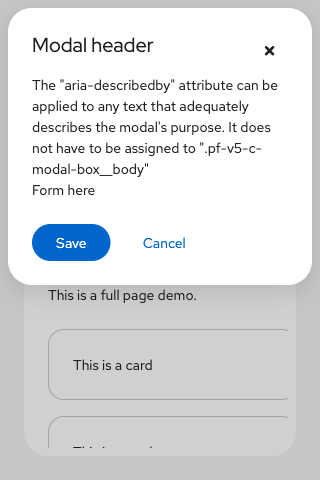 Modal header
The "aria-describedby" attribute can be
applied to any text that adequately
describes the modal's purpose. It does
not have to be assigned to ".pf-v5-c-
modal-box__body"
Form here
Save
Cancel
This is a full page demo.
This is a card